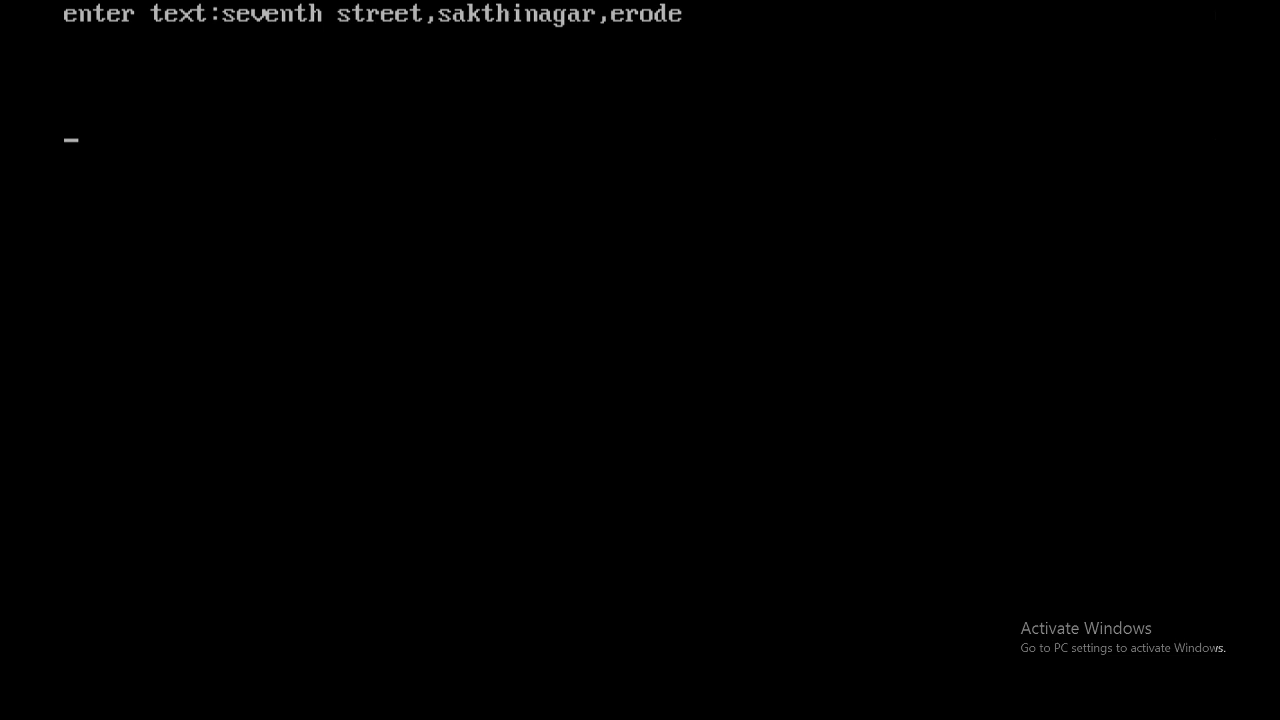 enter text:seventh street,sakthinagar,erode
Activate Windows
Go to PC settings to activate Windows.